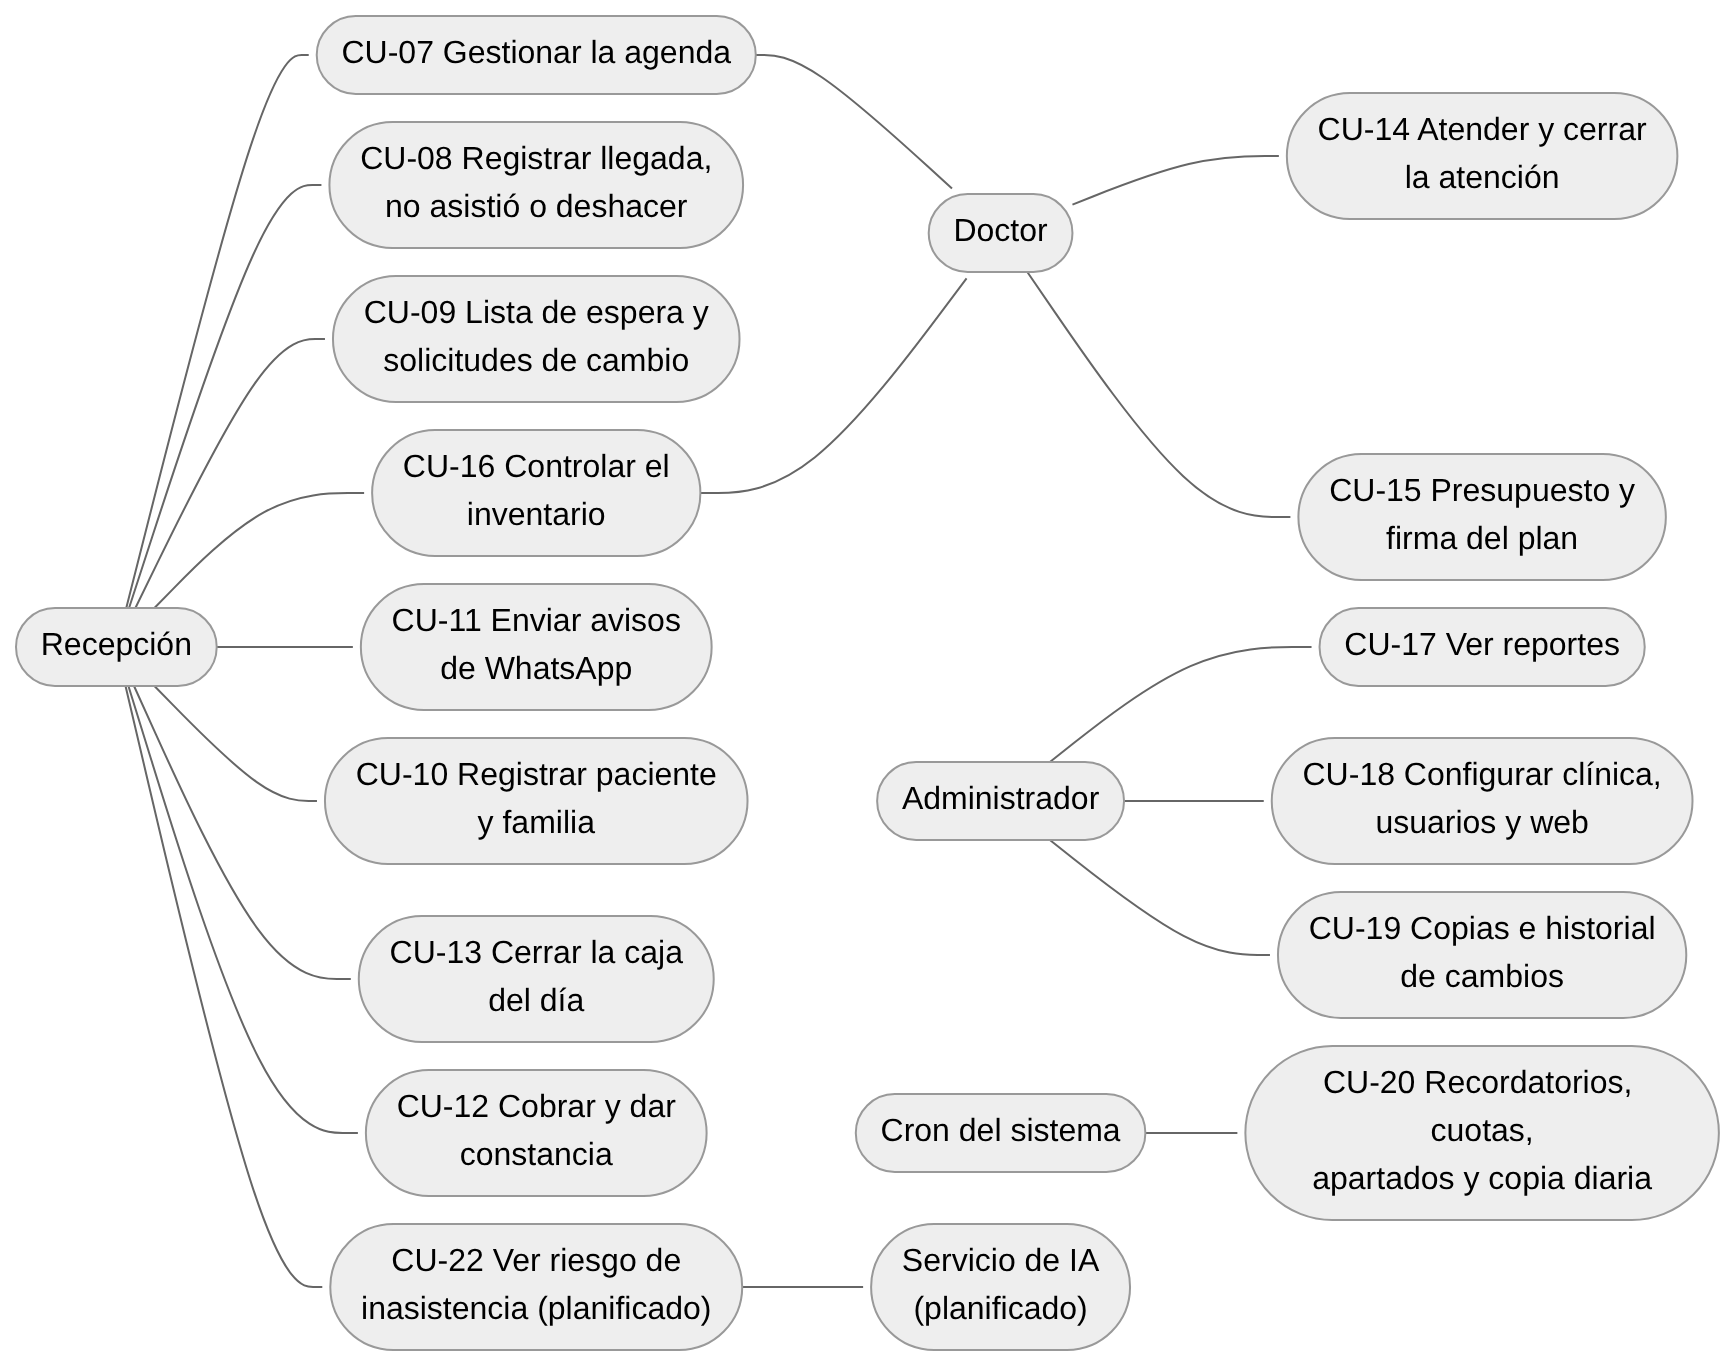 CU-07 Gestionar la agenda
CU-08 Registrar llegada,
no asistió o deshacer
CU-09 Lista de espera y
solicitudes de cambio
CU-16 Controlar el
inventario
Recepción
CU-11 Enviar avisos
de WhatsApp
CU-10 Registrar paciente
y familia
CU-13 Cerrar la caja
del día
CU-12 Cobrar y dar
constancia
CU-22 Ver riesgo de
inasistencia (planificado)
Doctor
Administrador
Cron del sistema
Servicio de IA
(planificado)
CU-14 Atender y cerrar
la atención
CU-15 Presupuesto y
firma del plan
CU-17 Ver reportes
CU-18 Configurar clínica,
usuarios y web
CU-19 Copias e historial
de cambios
CU-20 Recordatorios,
cuotas,
apartados y copia diaria